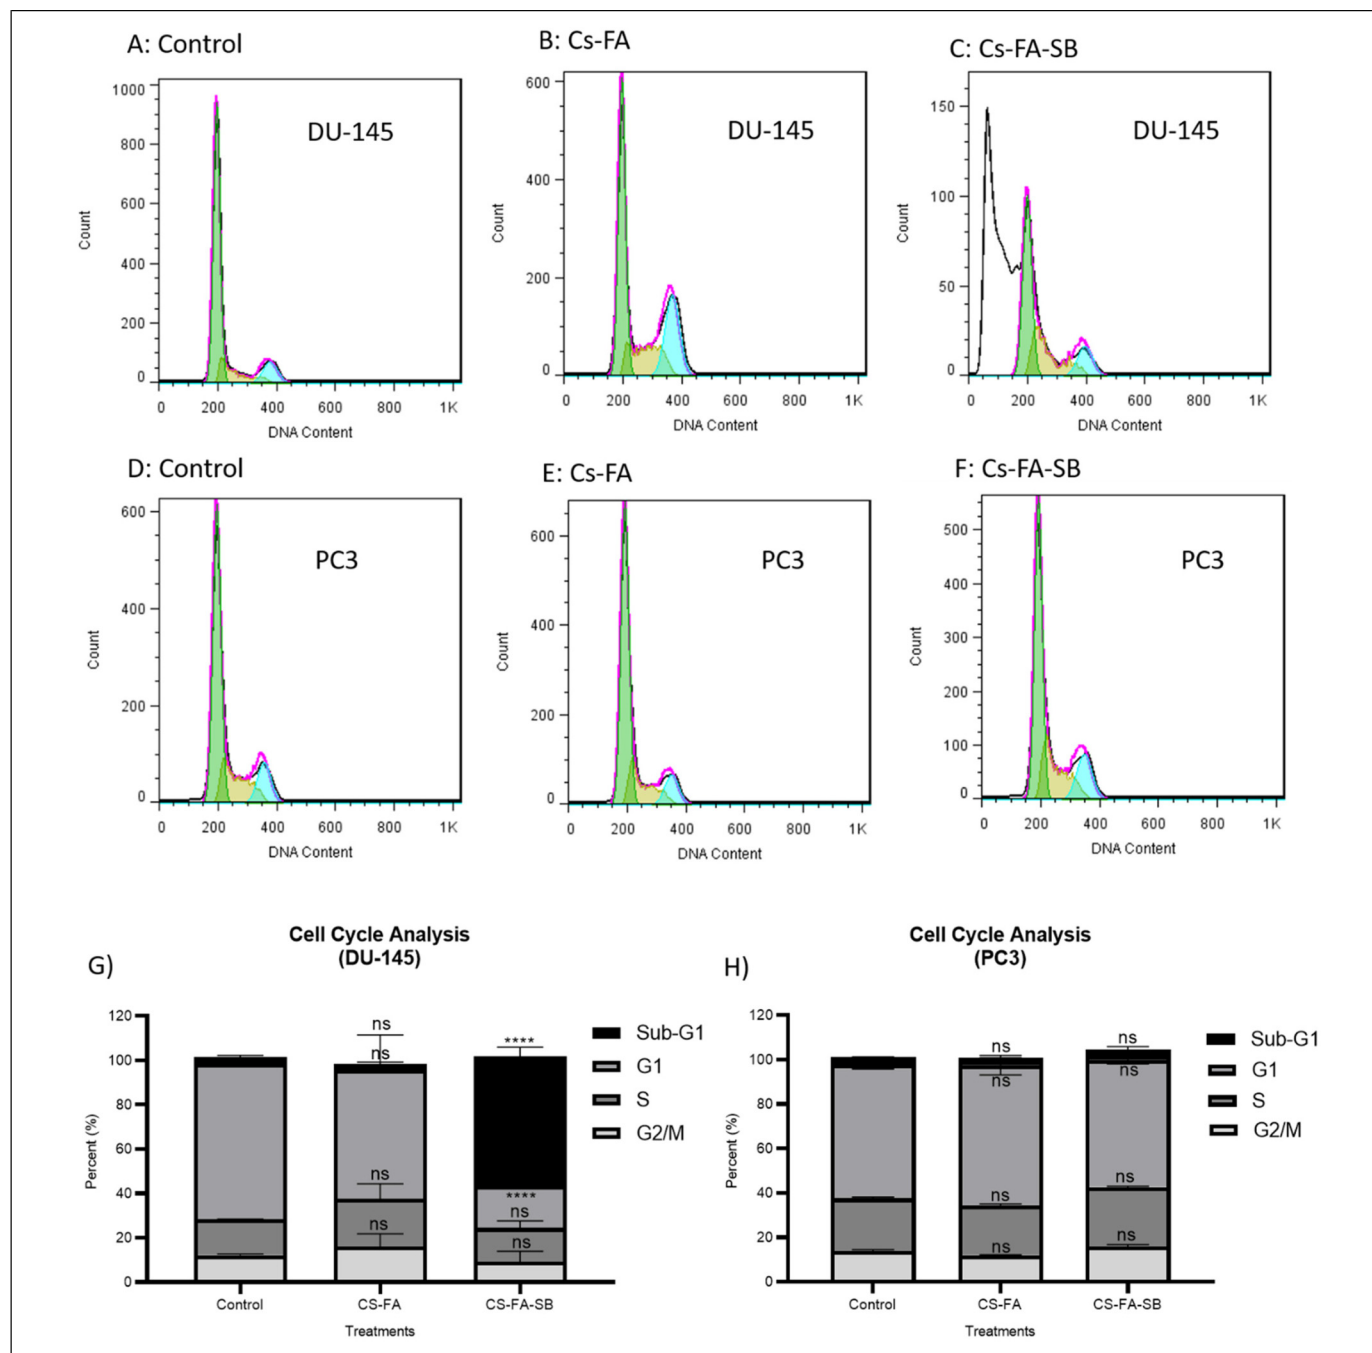 A: Control
B: Cs-FA
C: Cs-FA-SB
DU-145
1000
800
600
400
200
0
Count
0 200 400 600 800 1K
DNA Content
DU-145
600
400
200
0
Count
0 200 400 600 800 1K
DNA Content
DU-145
150
100
50
0
Count
0 200 400 600 800 1K
DNA Content
D: Control
E: Cs-FA
F: Cs-FA-SB
PC3
600
400
200
0
Count
0 200 400 600 800 1K
DNA Content
PC3
600
400
200
0
Count
0 200 400 600 800 1K
DNA Content
PC3
500
400
300
200
100
0
Count
0 200 400 600 800 1K
DNA Content
G)
Cell Cycle Analysis
(DU-145)
120
100
80
60
40
20
0
Percent (%)
ns
ns
ns
ns
****
****
ns
ns
Sub-G1
G1
S
G2/M
Control CS-FA CS-FA-SB
Treatments
H)
Cell Cycle Analysis
(PC3)
120
100
80
60
40
20
0
Percent (%)
ns
ns
ns
ns
ns
ns
ns
ns
Sub-G1
G1
S
G2/M
Control CS-FA CS-FA-SB
Treatments